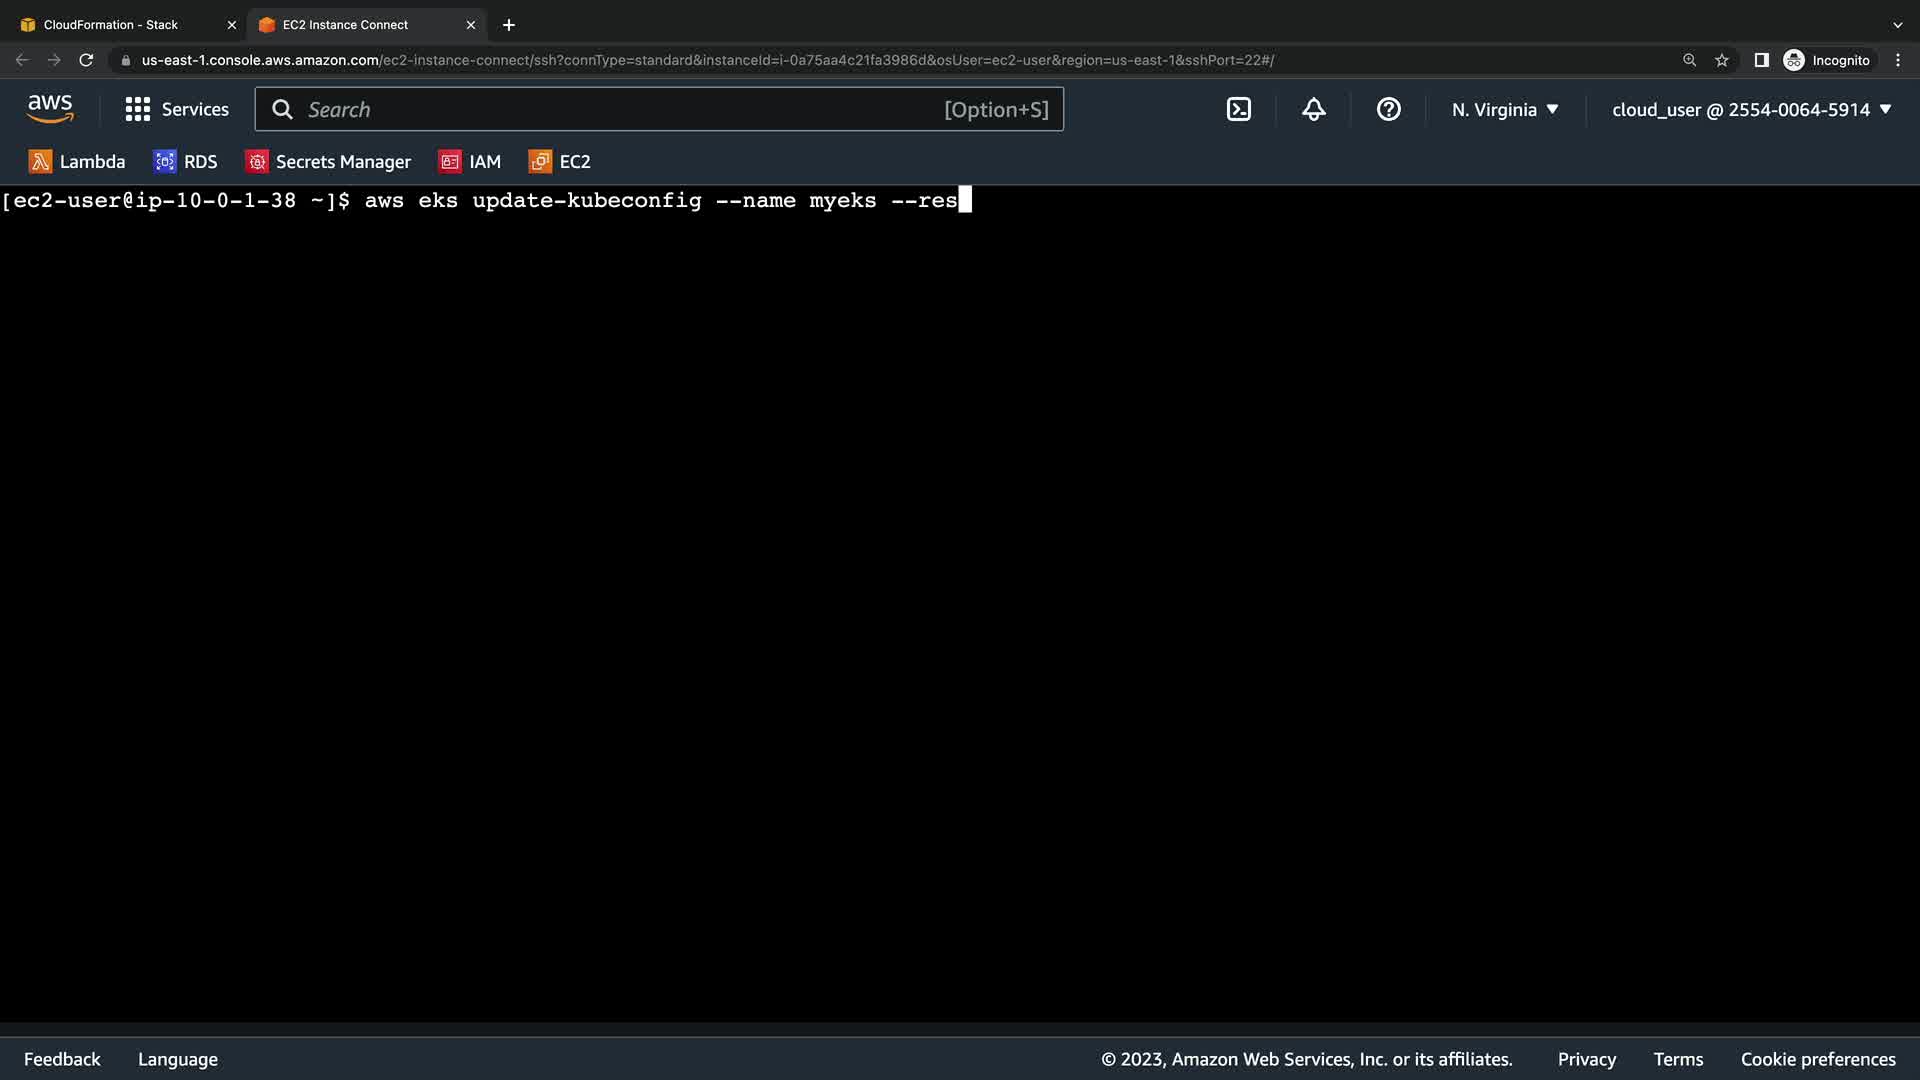 CloudFormation - Stack
EC2 Instance Connect
us-east-1.console.aws.amazon.com/ec2-instance-connect/ssh?connType=standard&instanceId=i-0a75aa4c21fa3986d&osUser=ec2-user&region=us-east-1&sshPort=22#/
Incognito
aws
Services
Search
[Option+S]
N. Virginia
cloud_user @ 2554-0064-5914
Lambda
RDS
Secrets Manager
IAM
EC2
[ec2-user@ip-10-0-1-38 ~]$ aws eks update-kubeconfig --name myeks --res
Feedback
Language
© 2023, Amazon Web Services, Inc. or its affiliates.
Privacy
Terms
Cookie preferences